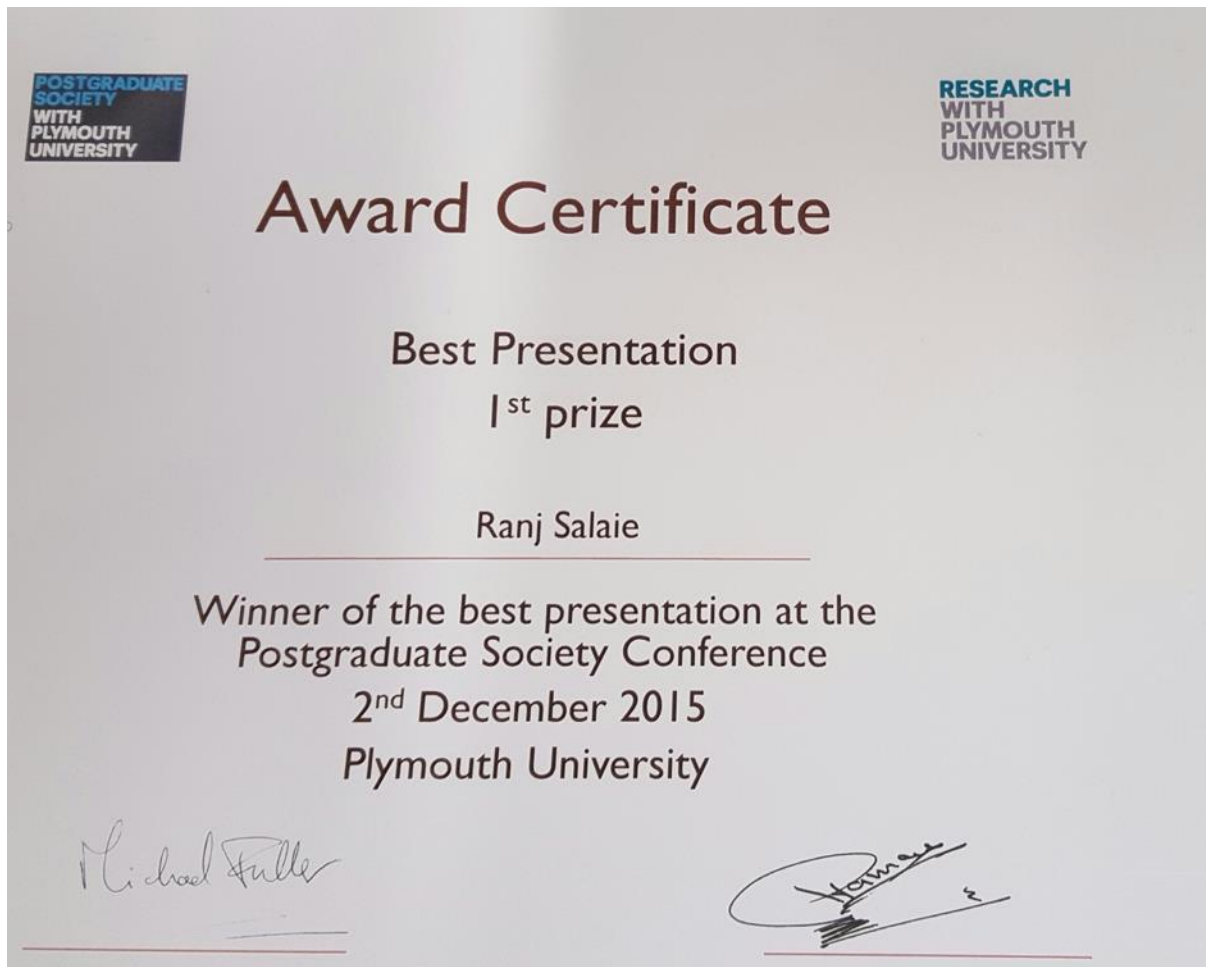 POSTGRADUATE
SOCIETY
WITH
PLYMOUTH
UNIVERSITY
RESEARCH
WITH
PLYMOUTH
UNIVERSITY
Award Certificate
Best Presentation
1st prize
Ranj Salaie
Winner of the best presentation at the
Postgraduate Society Conference
2nd December 2015
Plymouth University
Michael Fuller